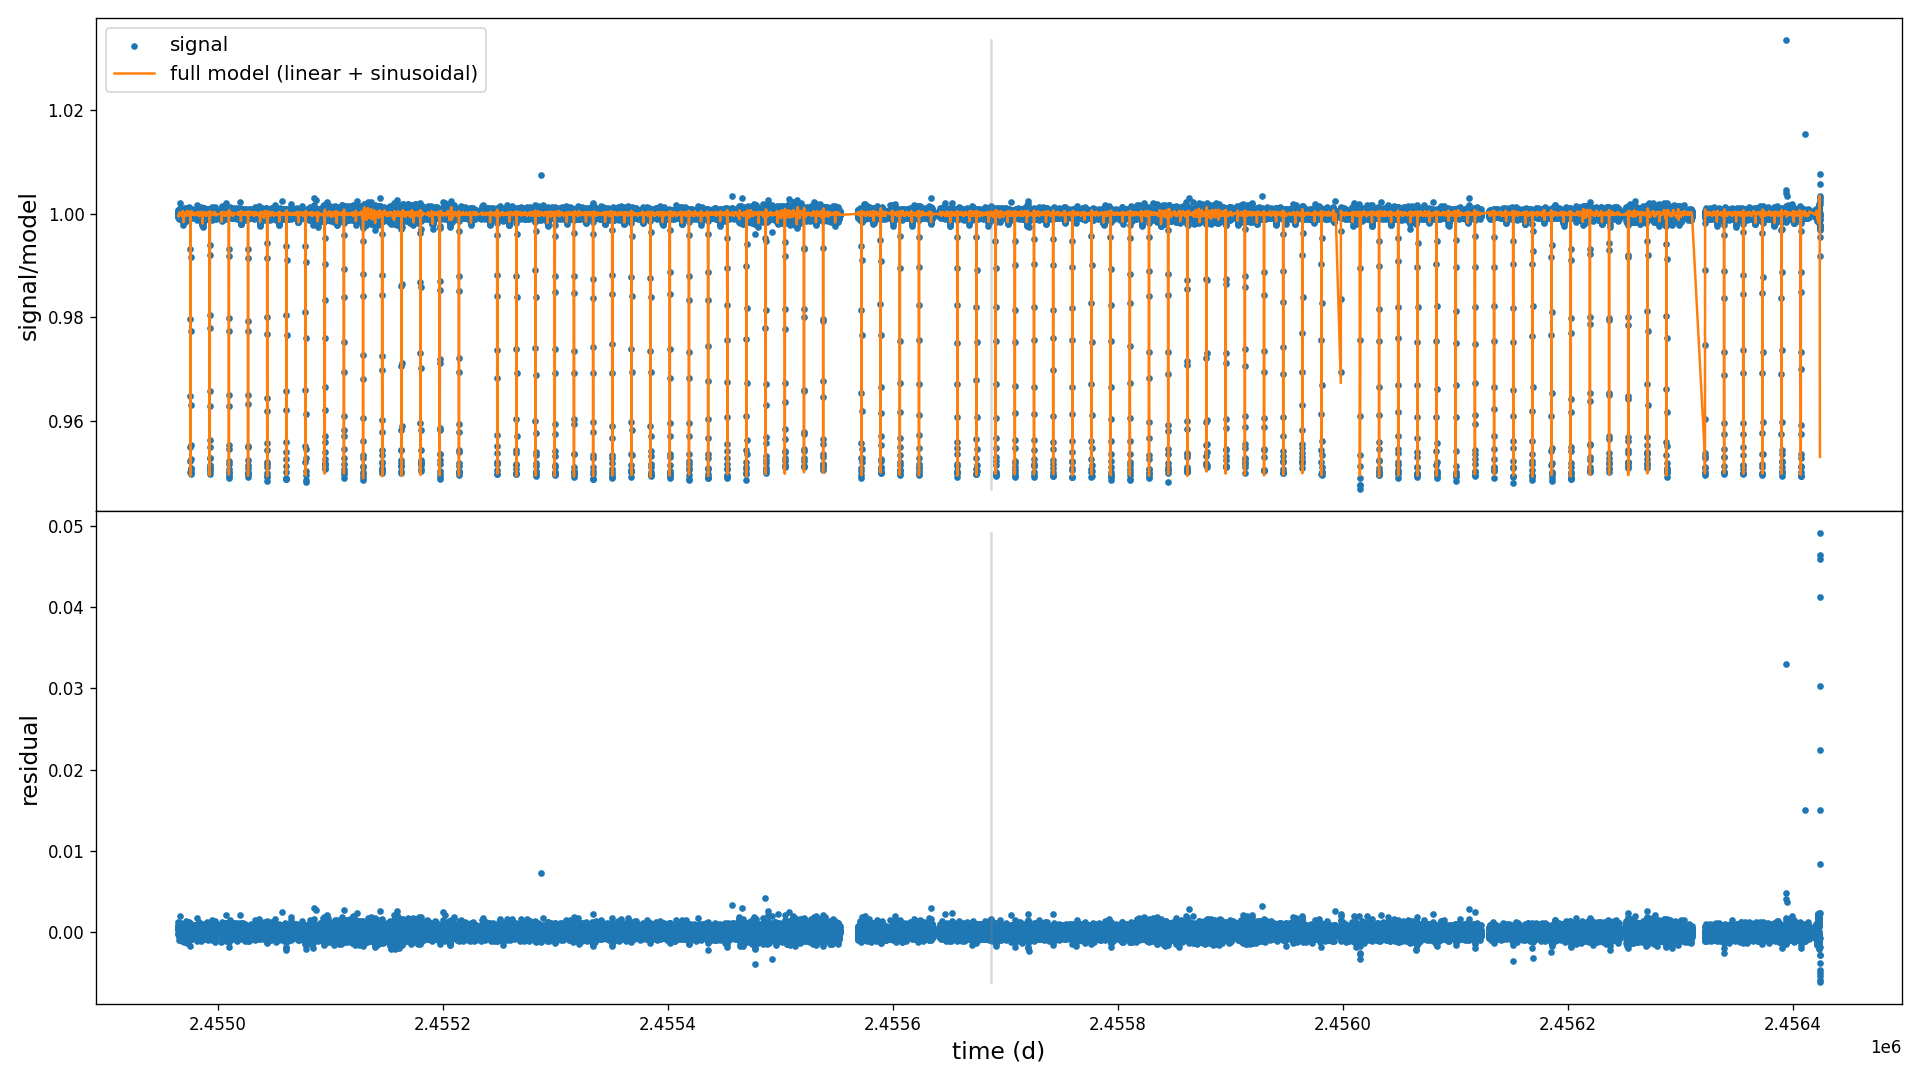 signal
full model (linear + sinusoidal)
signal/model
1.02
1.00
0.98
0.96
residual
0.05
0.04
0.03
0.02
0.01
0.00
2.4550 2.4552 2.4554 2.4556 2.4558 2.4560 2.4562 2.4564
1e6
time (d)